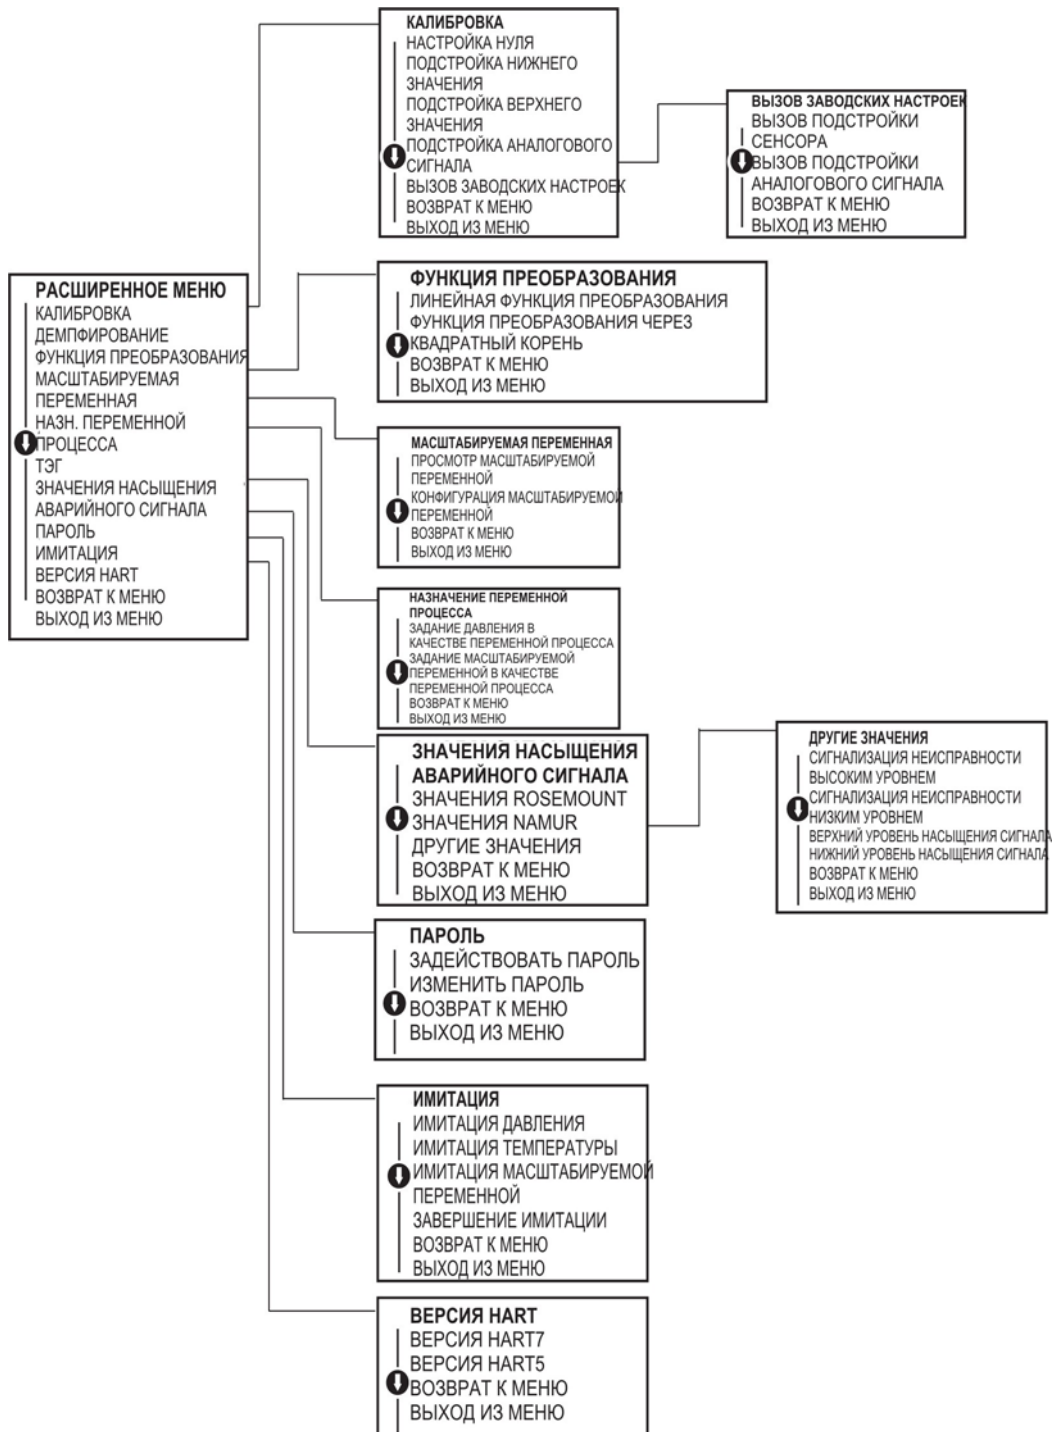 КАЛИБРОВКА
НАСТРОЙКА НУЛЯ
ПОДСТРОЙКА НИЖНЕГО
ЗНАЧЕНИЯ
ПОДСТРОЙКА ВЕРХНЕГО
ЗНАЧЕНИЯ
ПОДСТРОЙКА АНАЛОГОВОГО
СИГНАЛА
ВЫЗОВ ЗАВОДСКИХ НАСТРОЕК
ВОЗВРАТ К МЕНЮ
ВЫХОД ИЗ МЕНЮ
ВЫЗОВ ЗАВОДСКИХ НАСТРОЕК
ВЫЗОВ ПОДСТРОЙКИ
СЕНСОРА
ВЫЗОВ ПОДСТРОЙКИ
АНАЛОГОВОГО СИГНАЛА
ВОЗВРАТ К МЕНЮ
ВЫХОД ИЗ МЕНЮ
РАСШИРЕННОЕ МЕНЮ
КАЛИБРОВКА
ДЕМПФИРОВАНИЕ
ФУНКЦИЯ ПРЕОБРАЗОВАНИЯ
МАСШТАБИРУЕМАЯ
ПЕРЕМЕННАЯ
НАЗН. ПЕРЕМЕННОЙ
ПРОЦЕССА
ТЭГ
ЗНАЧЕНИЯ НАСЫЩЕНИЯ
АВАРИЙНОГО СИГНАЛА
ПАРОЛЬ
ИМИТАЦИЯ
ВЕРСИЯ HART
ВОЗВРАТ К МЕНЮ
ВЫХОД ИЗ МЕНЮ
ФУНКЦИЯ ПРЕОБРАЗОВАНИЯ
ЛИНЕЙНАЯ ФУНКЦИЯ ПРЕОБРАЗОВАНИЯ
ФУНКЦИЯ ПРЕОБРАЗОВАНИЯ ЧЕРЕЗ
КВАДРАТНЫЙ КОРЕНЬ
ВОЗВРАТ К МЕНЮ
ВЫХОД ИЗ МЕНЮ
МАСШТАБИРУЕМАЯ ПЕРЕМЕННАЯ
ПРОСМОТР МАСШТАБИРУЕМОЙ
ПЕРЕМЕННОЙ
КОНФИГУРАЦИЯ МАСШТАБИРУЕМОЙ
ПЕРЕМЕННОЙ
ВОЗВРАТ К МЕНЮ
ВЫХОД ИЗ МЕНЮ
НАЗНАЧЕНИЕ ПЕРЕМЕННОЙ
ПРОЦЕССА
ЗАДАНИЕ ДАВЛЕНИЯ В
КАЧЕСТВЕ ПЕРЕМЕННОЙ ПРОЦЕССА
ЗАДАНИЕ МАСШТАБИРУЕМОЙ
ПЕРЕМЕННОЙ В КАЧЕСТВЕ
ПЕРЕМЕННОЙ ПРОЦЕССА
ВОЗВРАТ К МЕНЮ
ВЫХОД ИЗ МЕНЮ
ЗНАЧЕНИЯ НАСЫЩЕНИЯ
АВАРИЙНОГО СИГНАЛА
ЗНАЧЕНИЯ ROSEMOUNT
ЗНАЧЕНИЯ NAMUR
ДРУГИЕ ЗНАЧЕНИЯ
ВОЗВРАТ К МЕНЮ
ВЫХОД ИЗ МЕНЮ
ДРУГИЕ ЗНАЧЕНИЯ
СИГНАЛИЗАЦИЯ НЕИСПРАВНОСТИ
ВЫСОКИМ УРОВНЕМ
СИГНАЛИЗАЦИЯ НЕИСПРАВНОСТИ
НИЗКИМ УРОВНЕМ
ВЕРХНИЙ УРОВЕНЬ НАСЫЩЕНИЯ СИГНАЛА
НИЖНИЙ УРОВЕНЬ НАСЫЩЕНИЯ СИГНАЛА
ВОЗВРАТ К МЕНЮ
ВЫХОД ИЗ МЕНЮ
ПАРОЛЬ
ЗАДЕЙСТВОВАТЬ ПАРОЛЬ
ИЗМЕНИТЬ ПАРОЛЬ
ВОЗВРАТ К МЕНЮ
ВЫХОД ИЗ МЕНЮ
ИМИТАЦИЯ
ИМИТАЦИЯ ДАВЛЕНИЯ
ИМИТАЦИЯ ТЕМПЕРАТУРЫ
ИМИТАЦИЯ МАСШТАБИРУЕМОЙ
ПЕРЕМЕННОЙ
ЗАВЕРШЕНИЕ ИМИТАЦИИ
ВОЗВРАТ К МЕНЮ
ВЫХОД ИЗ МЕНЮ
ВЕРСИЯ HART
ВЕРСИЯ HART7
ВЕРСИЯ HART5
ВОЗВРАТ К МЕНЮ
ВЫХОД ИЗ МЕНЮ